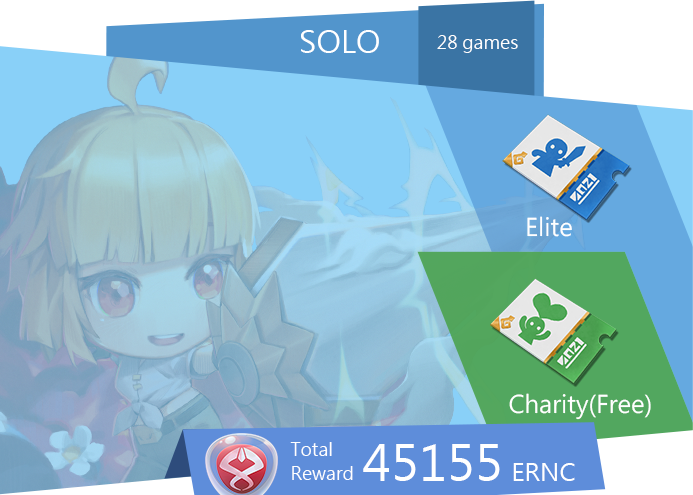 SOLO
28 games
Elite
Charity(Free)
Total
Reward
45155 ERNC